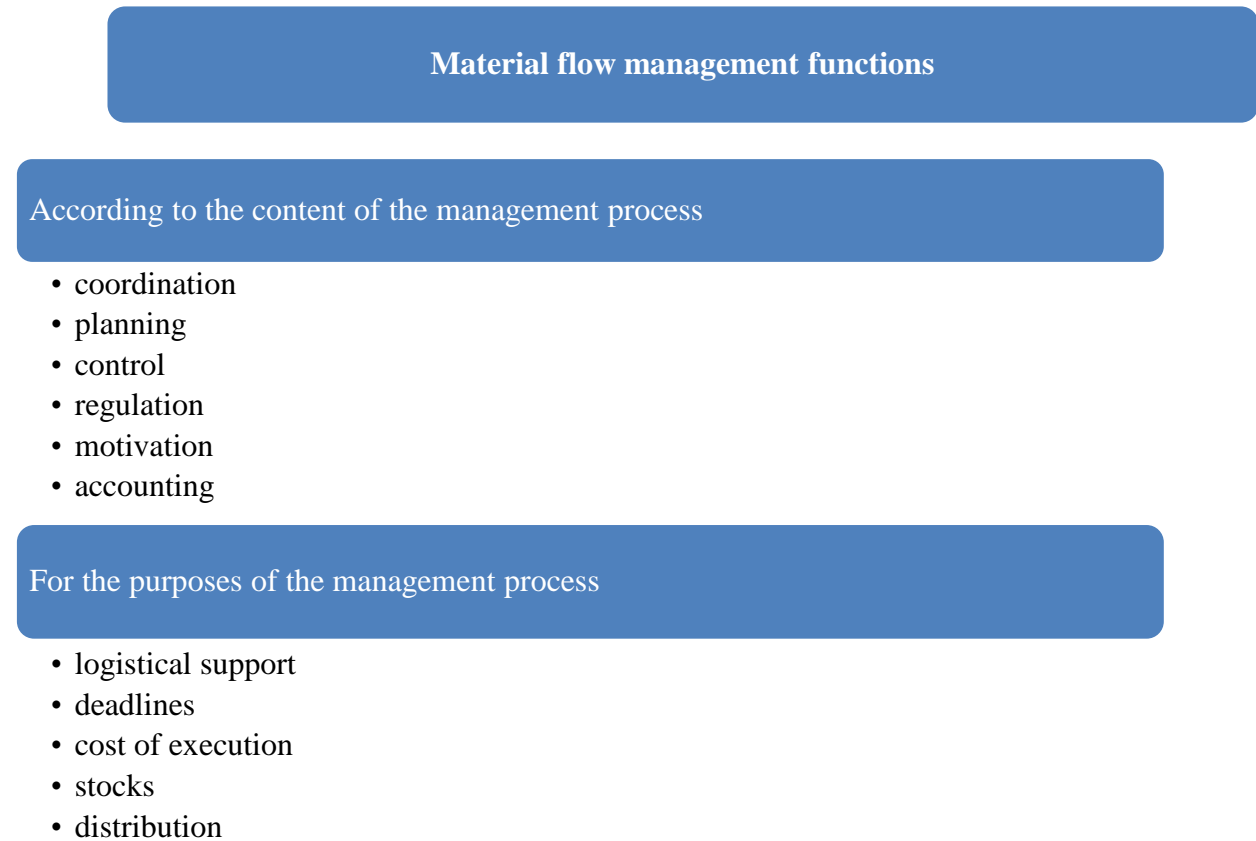 Material flow management functions
According to the content of the management process
• coordination
• planning
• control
• regulation
• motivation
• accounting
For the purposes of the management process
• logistical support
• deadlines
• cost of execution
• stocks
• distribution